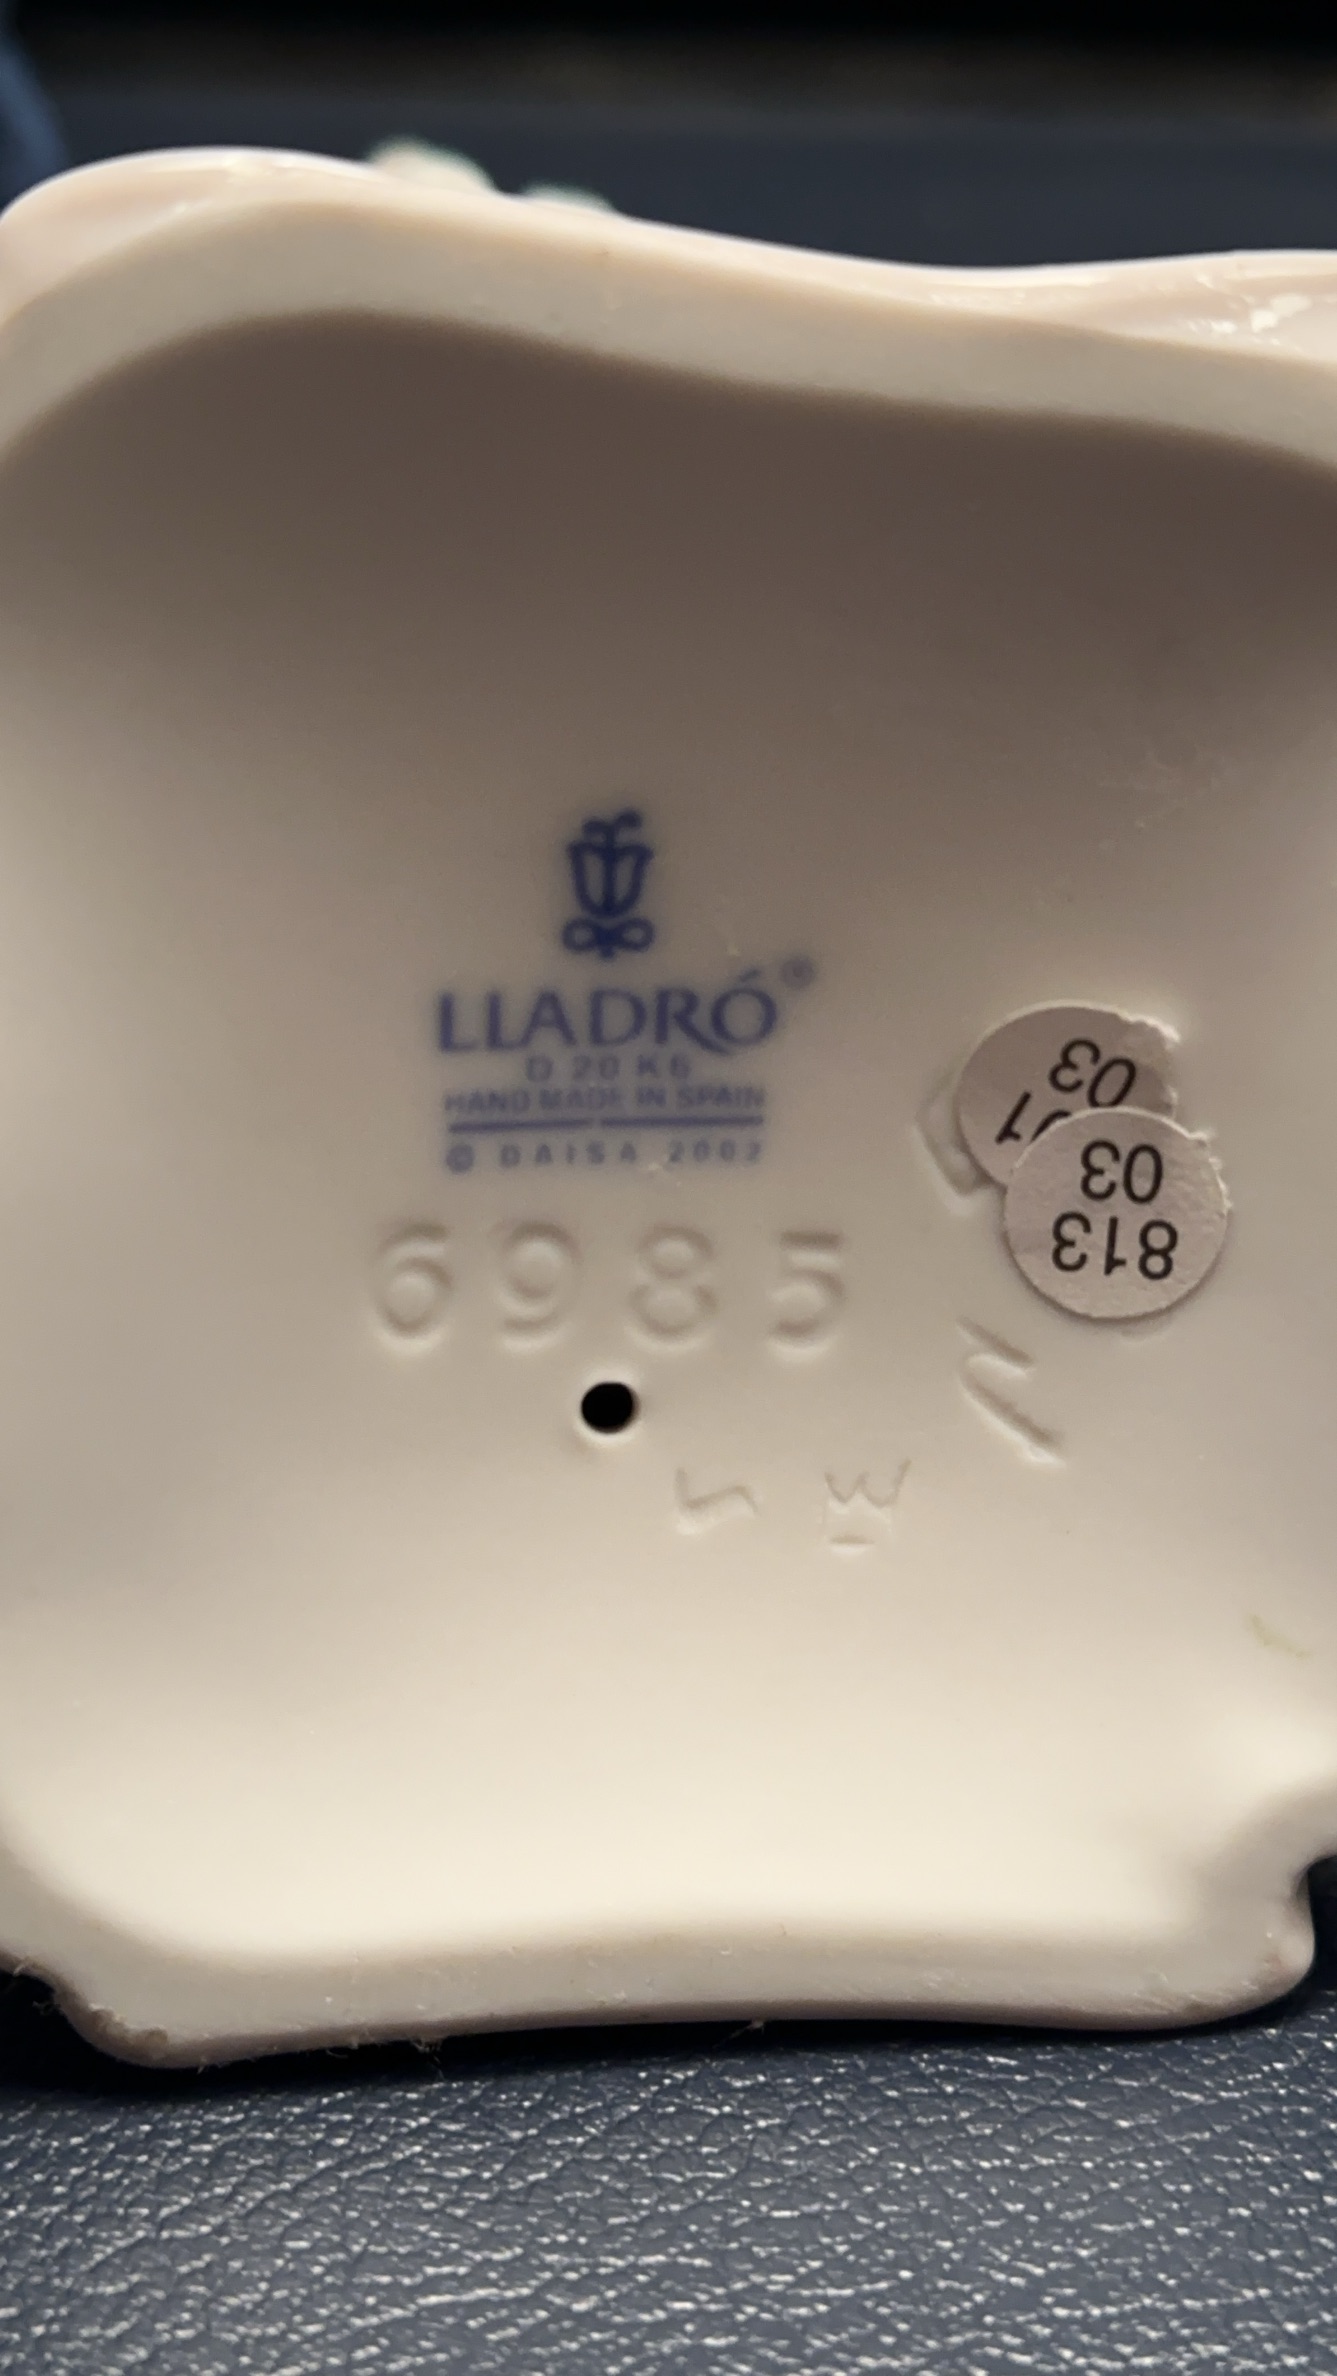 LLADRÓ®
D 20 K6
HAND MADE IN SPAIN
© DAISA 2002
6985
03
03
813